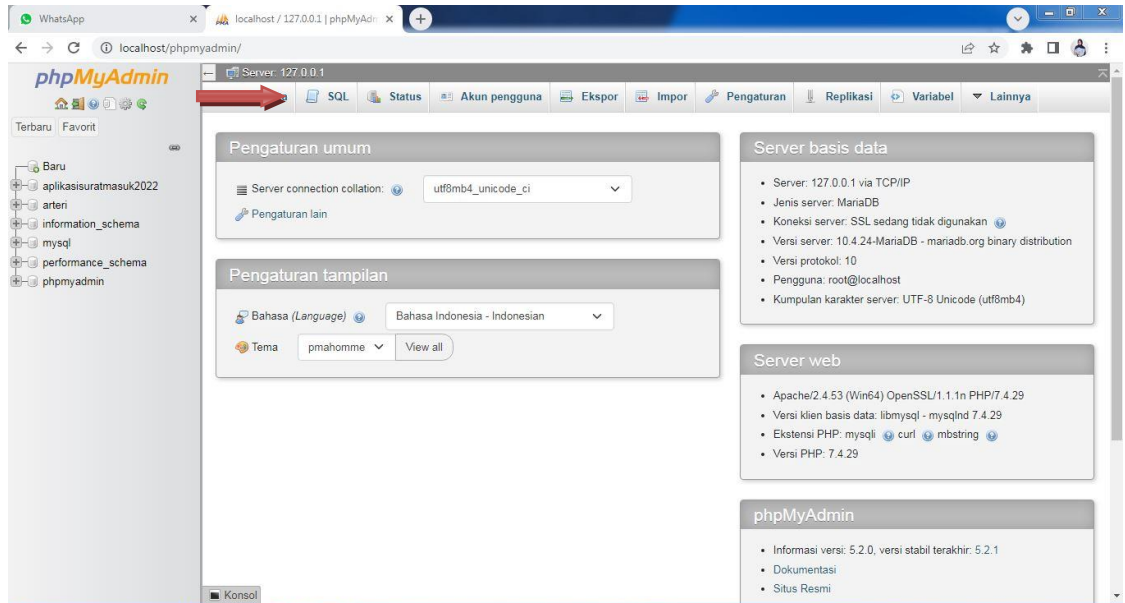 WhatsApp
localhost / 127.0.0.1 | phpMyAdn
localhost/phpmyadmin/
phpMyAdmin
Terbaru Favorit
Baru
aplikasisuratmasuk2022
arteri
information_schema
mysql
performance_schema
phpmyadmin
Server: 127.0.0.1
SQL Status Akun pengguna Ekspor Impor Pengaturan Replikasi Variabel Lainnya
Pengaturan umum
Server connection collation: utf8mb4_unicode_ci
Pengaturan lain
Pengaturan tampilan
Bahasa (Language) Bahasa Indonesia - Indonesian
Tema pmahomme View all
Server basis data
• Server: 127.0.0.1 via TCP/IP
• Jenis server: MariaDB
• Koneksi server: SSL sedang tidak digunakan
• Versi server: 10.4.24-MariaDB - mariadb.org binary distribution
• Versi protokol: 10
• Pengguna: root@localhost
• Kumpulan karakter server: UTF-8 Unicode (utf8mb4)
Server web
• Apache/2.4.53 (Win64) OpenSSL/1.1.1n PHP/7.4.29
• Versi klien basis data: libmysql - mysqlnd 7.4.29
• Ekstensi PHP: mysqli curl mbstring
• Versi PHP: 7.4.29
phpMyAdmin
• Informasi versi: 5.2.0, versi stabil terakhir: 5.2.1
• Dokumentasi
• Situs Resmi
Konsol